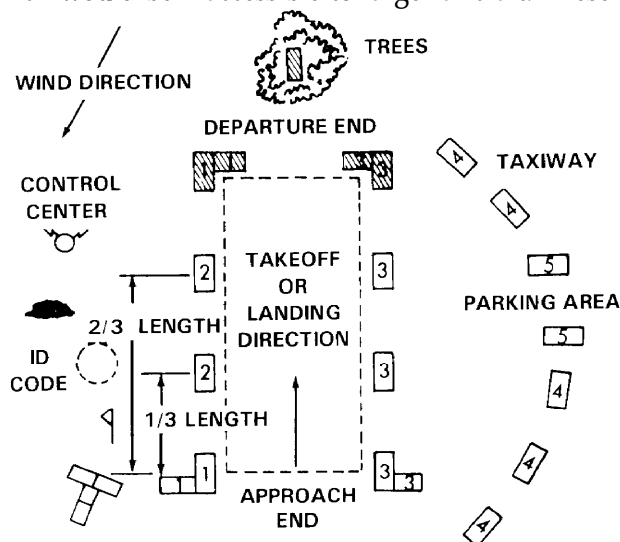 TREES
WIND DIRECTION
DEPARTURE END
1
3
4
TAXIWAY
CONTROL
CENTER
4
2
TAKEOFF
OR
LANDING
DIRECTION
3
5
PARKING AREA
2/3 LENGTH
5
ID
CODE
2
3
4
1/3 LENGTH
1
1
3
3
4
APPROACH
END
4